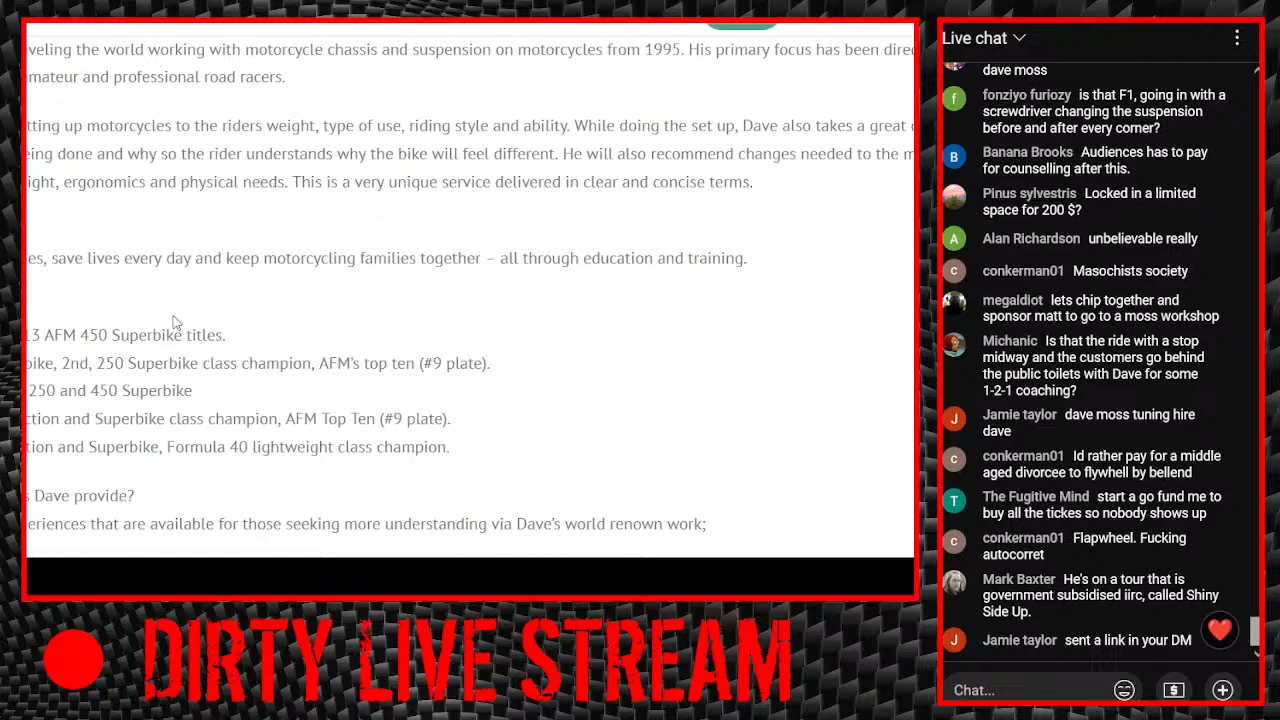 veling the world working with motorcycle chassis and suspension on motorcycles from 1995. His primary focus has been direc
mateur and professional road racers.
tting up motorcycles to the riders weight, type of use, riding style and ability. While doing the set up, Dave also takes a great
eing done and why so the rider understands why the bike will feel different. He will also recommend changes needed to the m
ight, ergonomics and physical needs. This is a very unique service delivered in clear and concise terms.
es, save lives every day and keep motorcycling families together – all through education and training.
13 AFM 450 Superbike titles.
bike, 2nd, 250 Superbike class champion, AFM's top ten (#9 plate).
250 and 450 Superbike
ction and Superbike class champion, AFM Top Ten (#9 plate).
tion and Superbike, Formula 40 lightweight class champion.
s Dave provide?
eriences that are available for those seeking more understanding via Dave's world renown work;
DIRTY LIVE STREAM
Live chat
dave moss
f
fonziyo furiozy is that F1, going in with a
screwdriver changing the suspension
before and after every corner?
B
Banana Brooks Audiences has to pay
for counselling after this.
Pinus sylvestris Locked in a limited
space for 200 $?
A
Alan Richardson unbelievable really
c
conkerman01 Masochists society
megaidiot lets chip together and
sponsor matt to go to a moss workshop
Michanic Is that the ride with a stop
midway and the customers go behind
the public toilets with Dave for some
1-2-1 coaching?
J
Jamie taylor dave moss tuning hire
dave
c
conkerman01 Id rather pay for a middle
aged divorcee to flywhell by bellend
T
The Fugitive Mind start a go fund me to
buy all the tickes so nobody shows up
c
conkerman01 Flapwheel. Fucking
autocorret
Mark Baxter He's on a tour that is
government subsidised iirc, called Shiny
Side Up.
J
Jamie taylor sent a link in your DM
Chat...